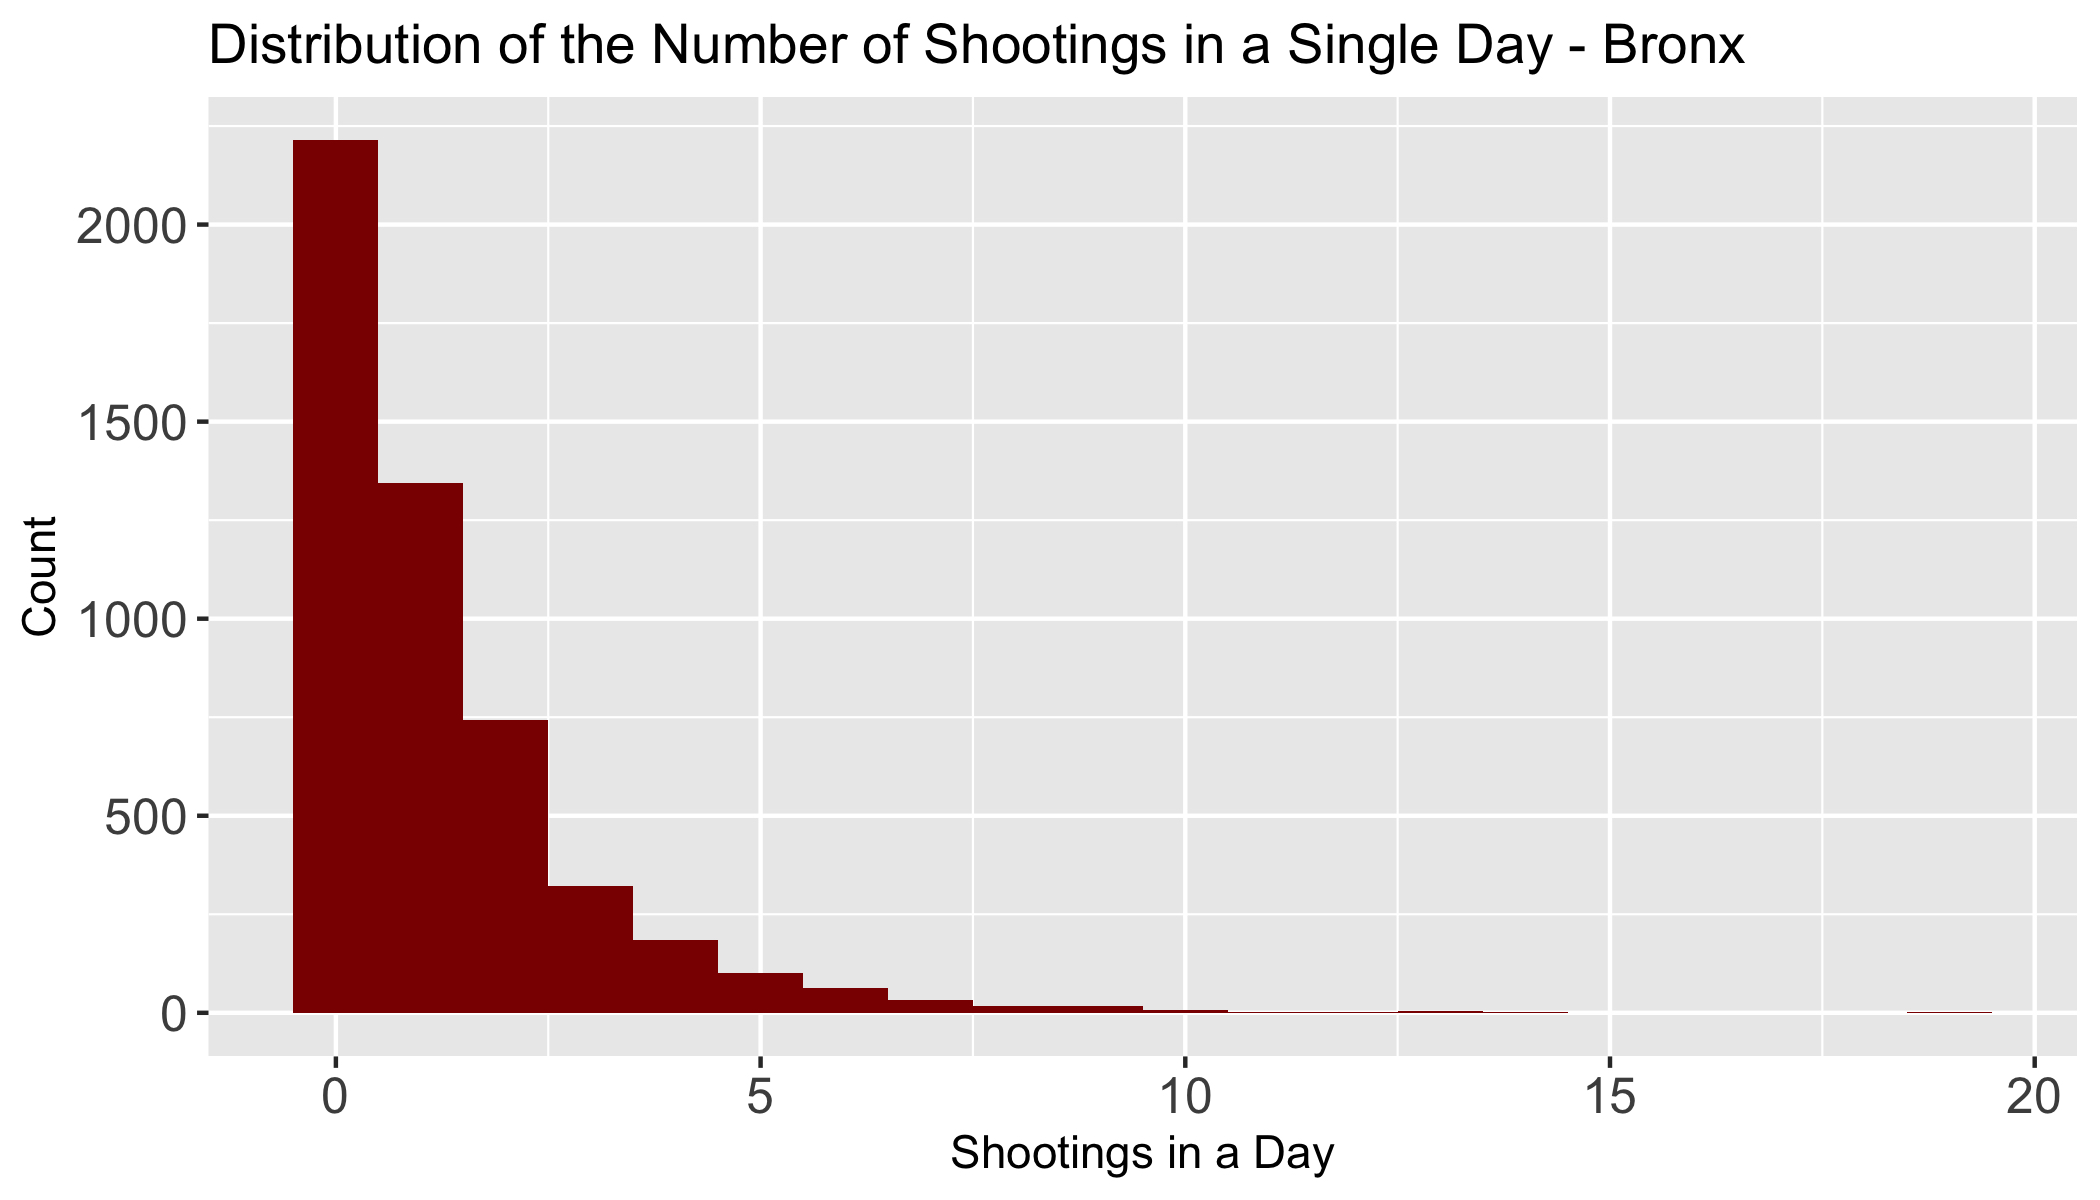 Distribution of the Number of Shootings in a Single Day - Bronx
Count
2000
1500
1000
500
0
0 5 10 15 20
Shootings in a Day